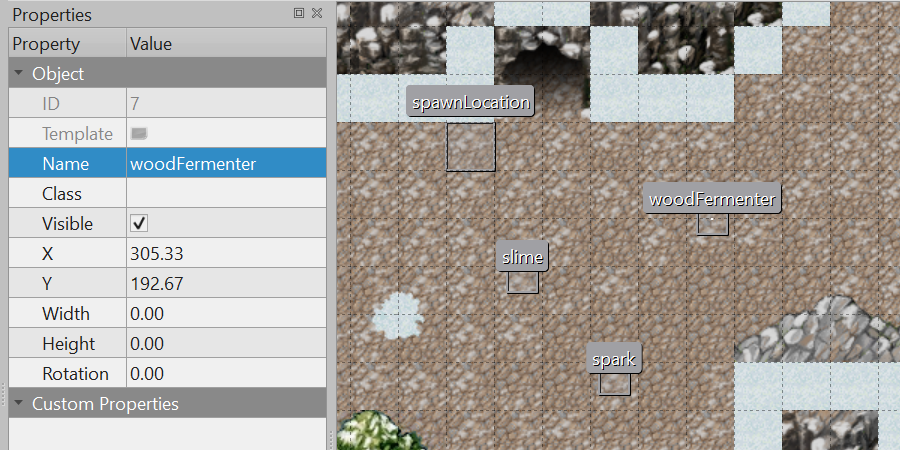 Properties
Property Value
Object
ID 7
Template
Name woodFermenter
Class
Visible
X 305.33
Y 192.67
Width 0.00
Height 0.00
Rotation 0.00
Custom Properties
spawnLocation
woodFermenter
slime
spark